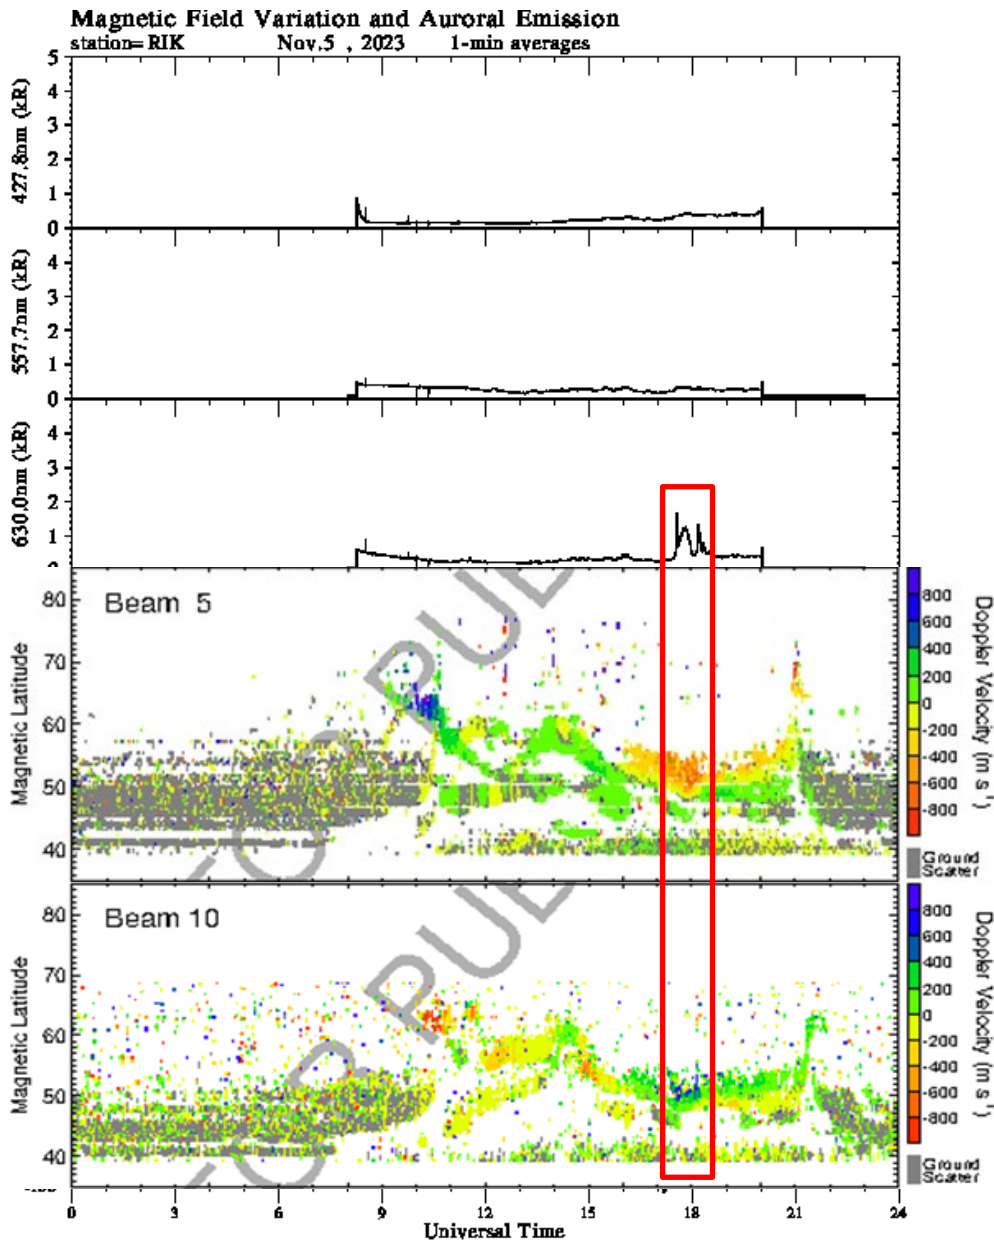 Magnetic Field Variation and Auroral Emission
station= RIK Nov.5 , 2023 1-min averages
427.8nm (kR)
5
4
3
2
1
0
557.7nm (kR)
4
3
2
1
0
630.0nm (kR)
4
3
2
1
Beam 5
Magnetic Latitude
80
70
60
50
40
800
600
400
200
0
-200
-400
-600
-800
Doppler Velocity (m s⁻¹)
Ground
Scatter
Beam 10
Magnetic Latitude
80
70
60
50
40
800
600
400
200
0
-200
-400
-600
-800
Doppler Velocity (m s⁻¹)
Ground
Scatter
0 3 6 9 12 15 18 21 24
Universal Time